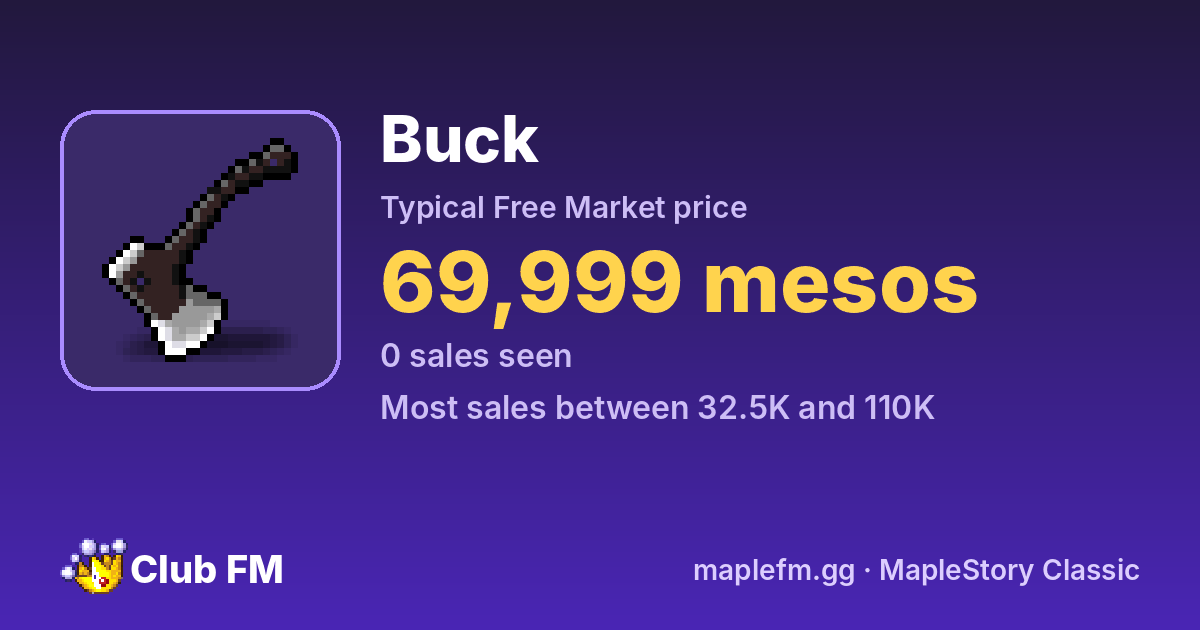 Buck
Typical Free Market price
69,999 mesos
0 sales seen
Most sales between 32.5K and 110K
Club FM
maplefm.gg · MapleStory Classic